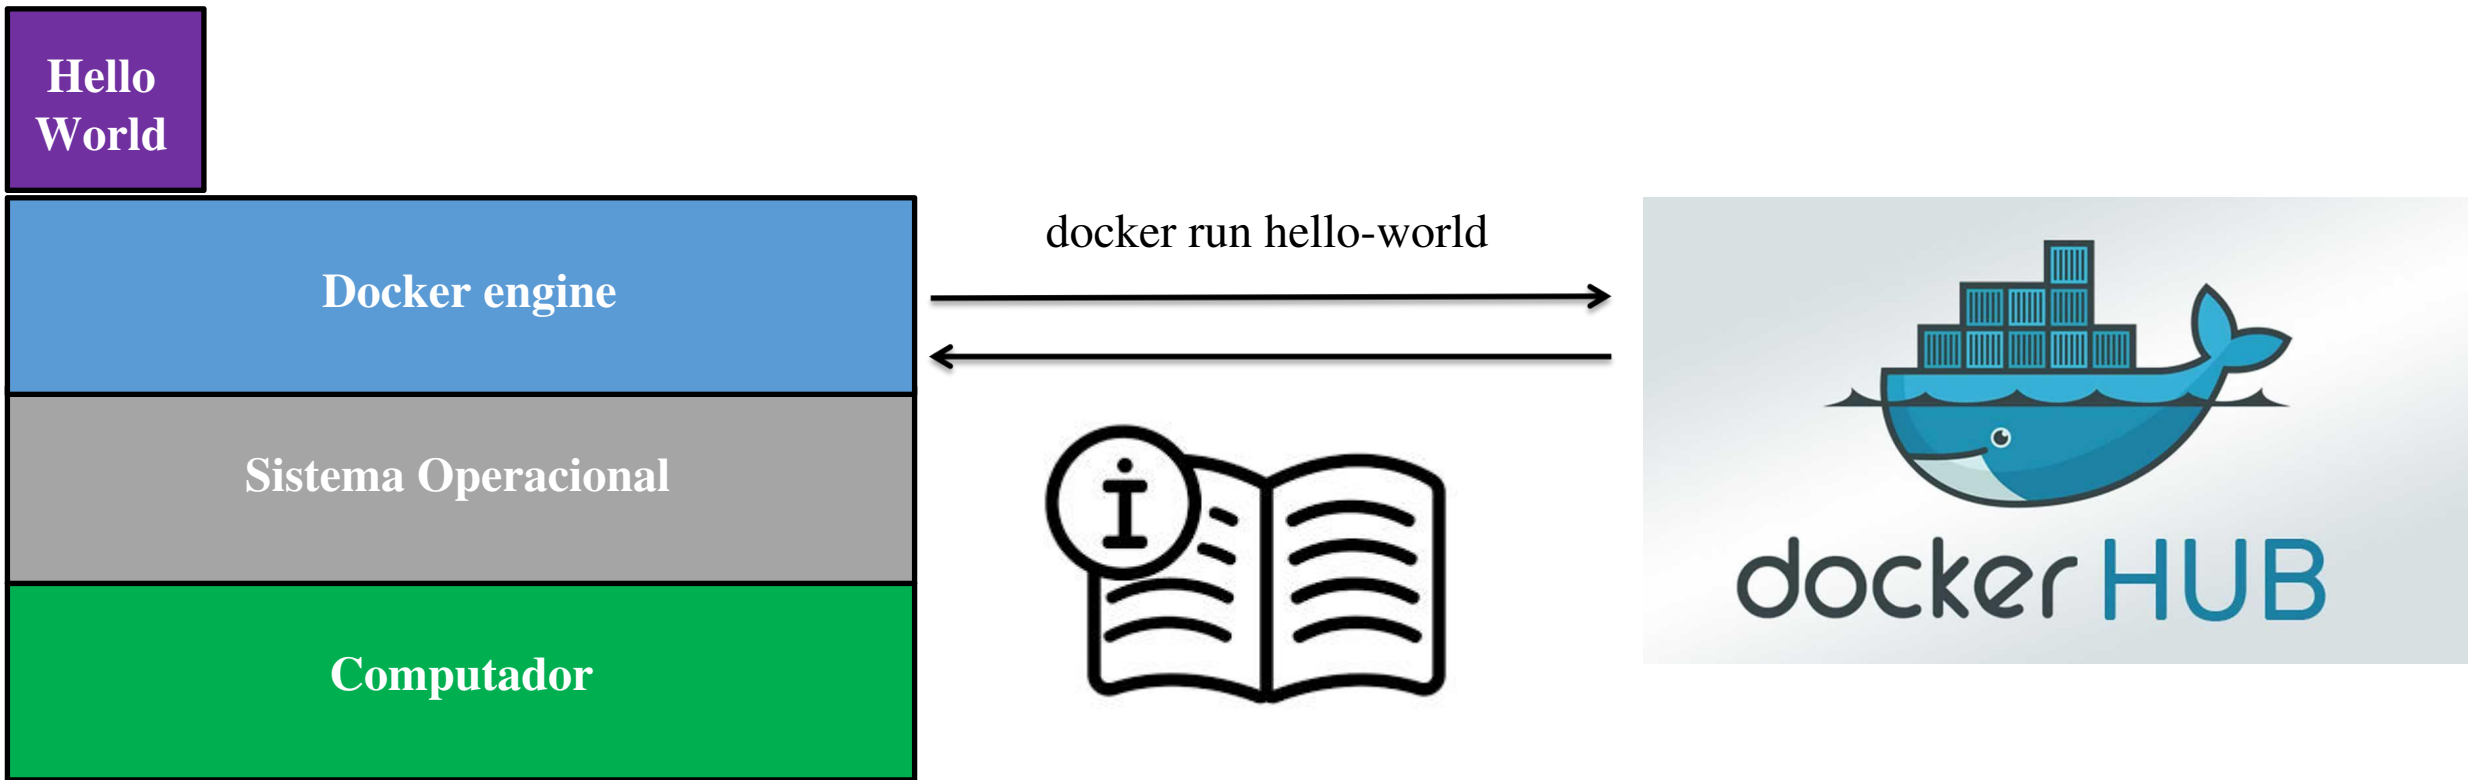 Hello
World
Docker engine
Sistema Operacional
Computador
docker run hello-world
i
docker HUB